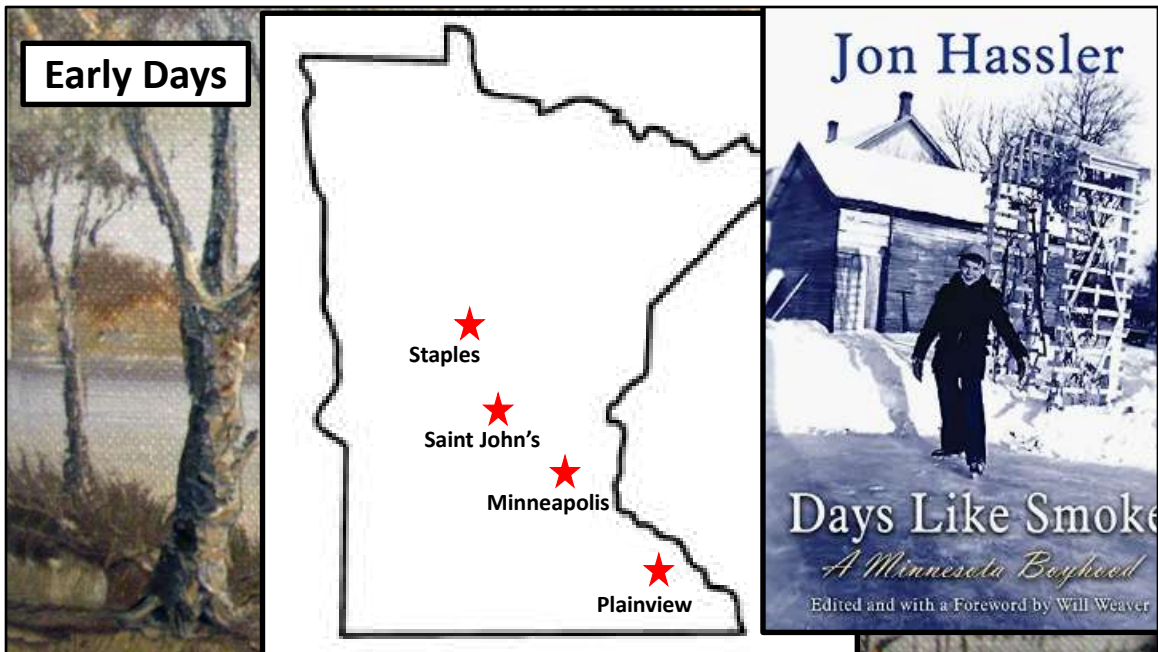 Early Days
Staples
Saint John's
Minneapolis
Plainview
Jon Hassler
Days Like Smoke
A Minnesota Boyhood
Edited and with a Foreword by Will Weaver